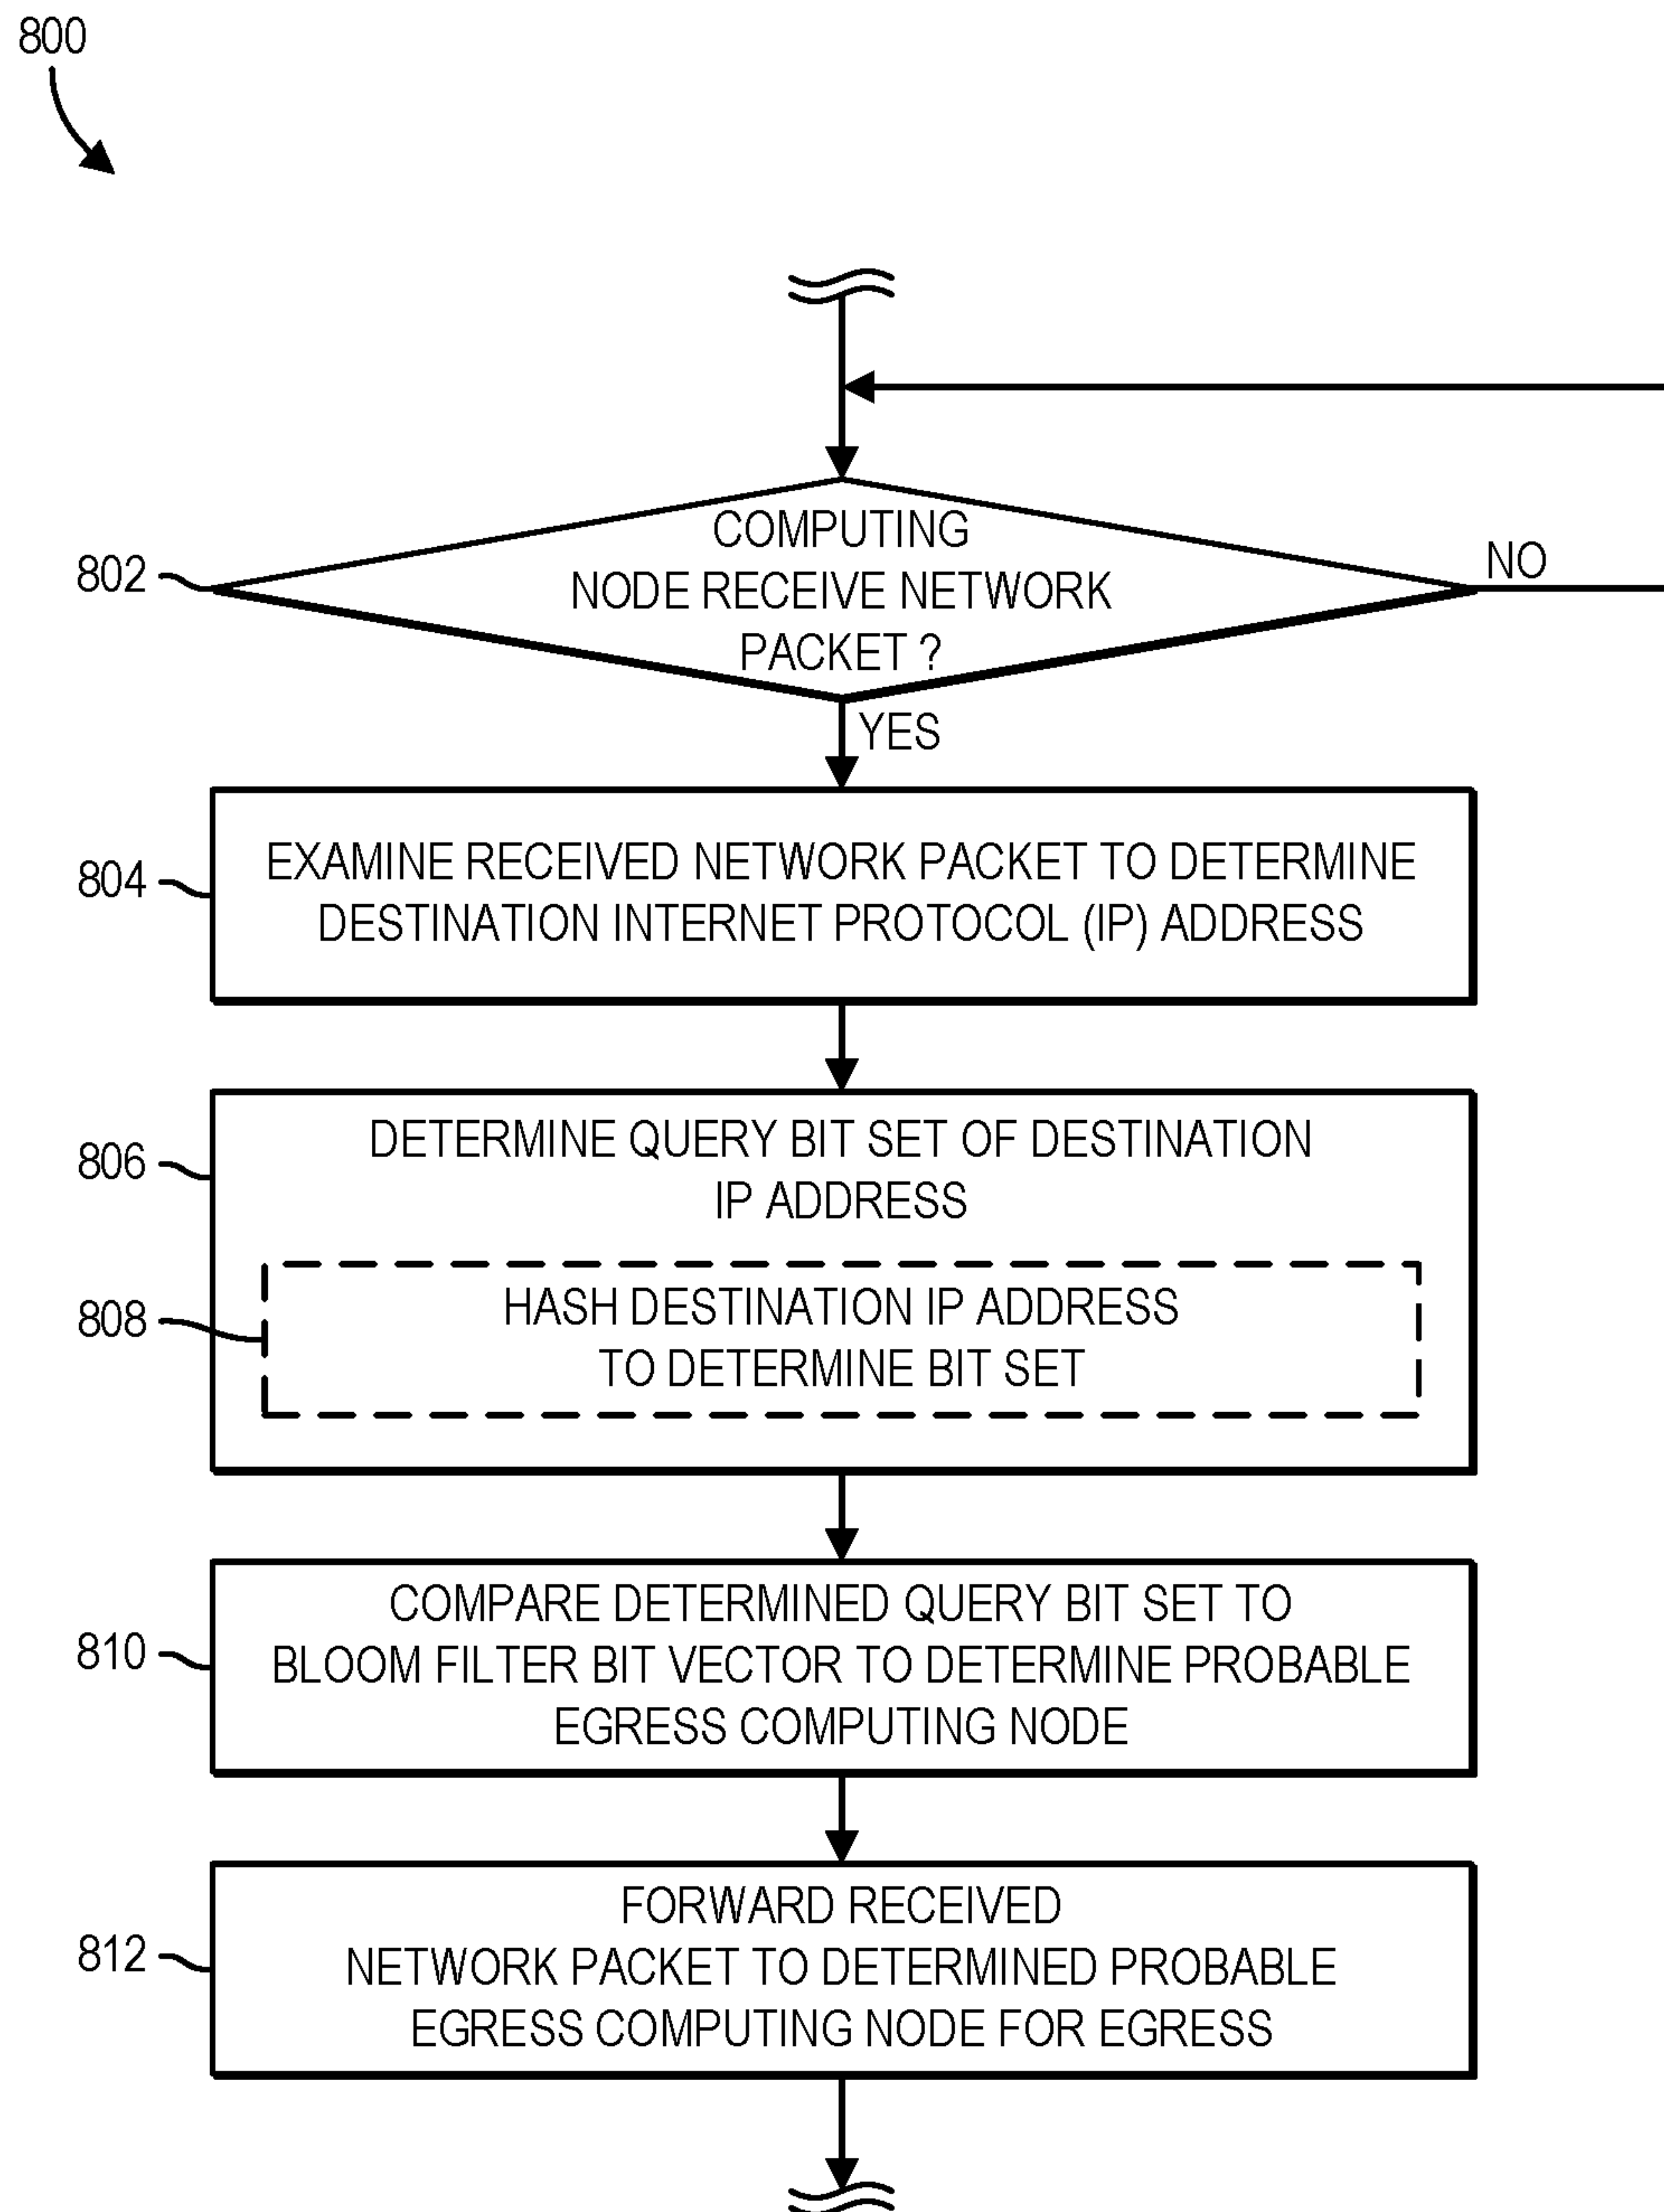 800
802
COMPUTING
NODE RECEIVE NETWORK
PACKET ?
NO
YES
804
EXAMINE RECEIVED NETWORK PACKET TO DETERMINE
DESTINATION INTERNET PROTOCOL (IP) ADDRESS
806
DETERMINE QUERY BIT SET OF DESTINATION
IP ADDRESS
808
HASH DESTINATION IP ADDRESS
TO DETERMINE BIT SET
810
COMPARE DETERMINED QUERY BIT SET TO
BLOOM FILTER BIT VECTOR TO DETERMINE PROBABLE
EGRESS COMPUTING NODE
812
FORWARD RECEIVED
NETWORK PACKET TO DETERMINED PROBABLE
EGRESS COMPUTING NODE FOR EGRESS